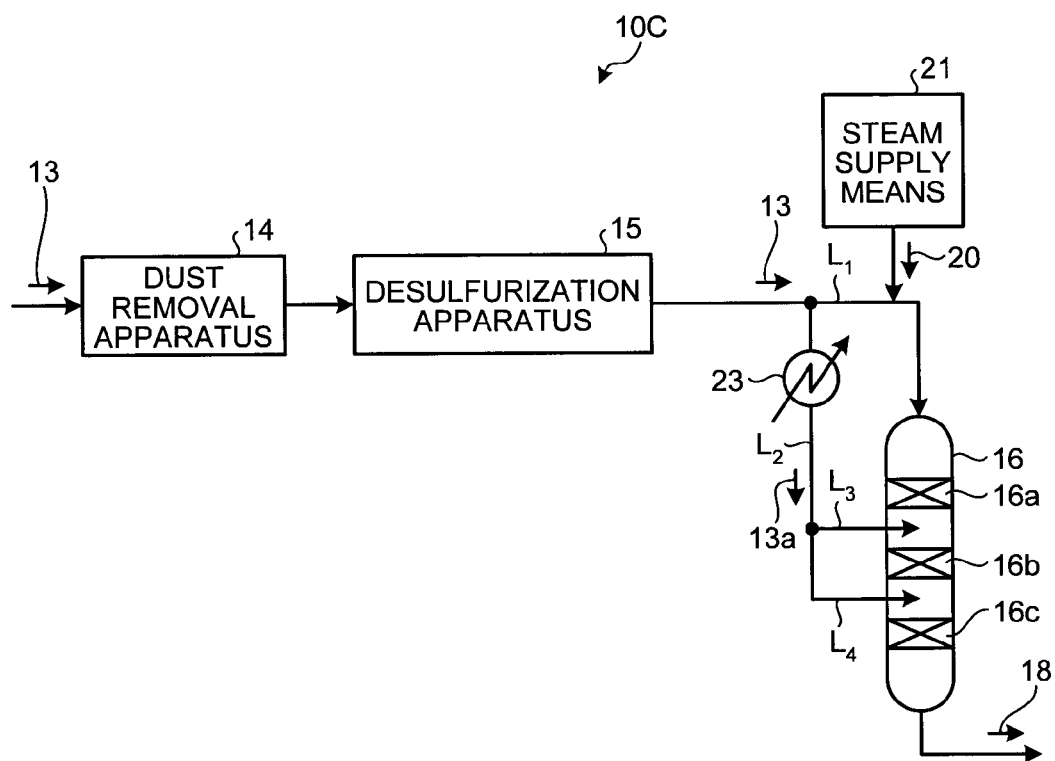 10C
21
STEAM
SUPPLY
MEANS
13
14
15
13
20
L1
DUST
REMOVAL
APPARATUS
DESULFURIZATION
APPARATUS
23
L2
16
16a
L3
13a
16b
16c
L4
18